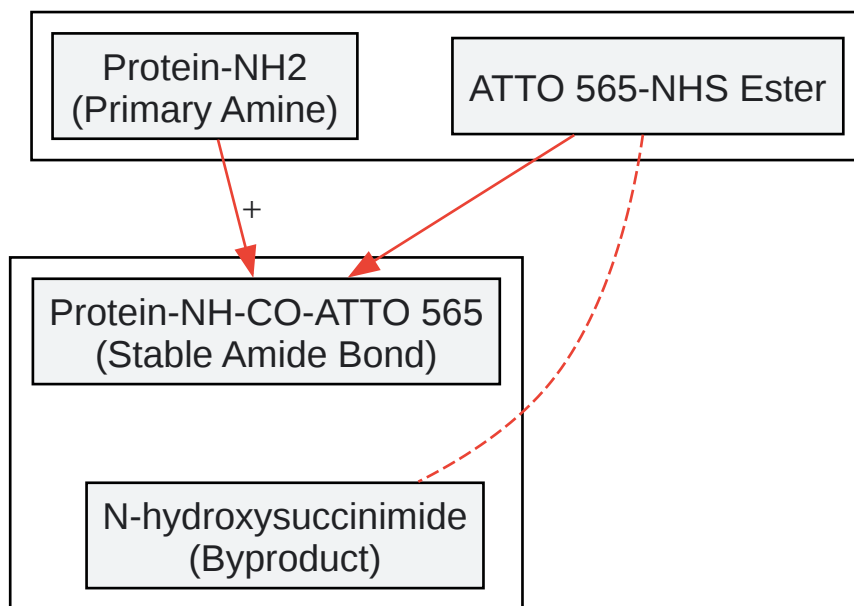 Protein-NH2
(Primary Amine)
ATTO 565-NHS Ester
+
Protein-NH-CO-ATTO 565
(Stable Amide Bond)
N-hydroxysuccinimide
(Byproduct)